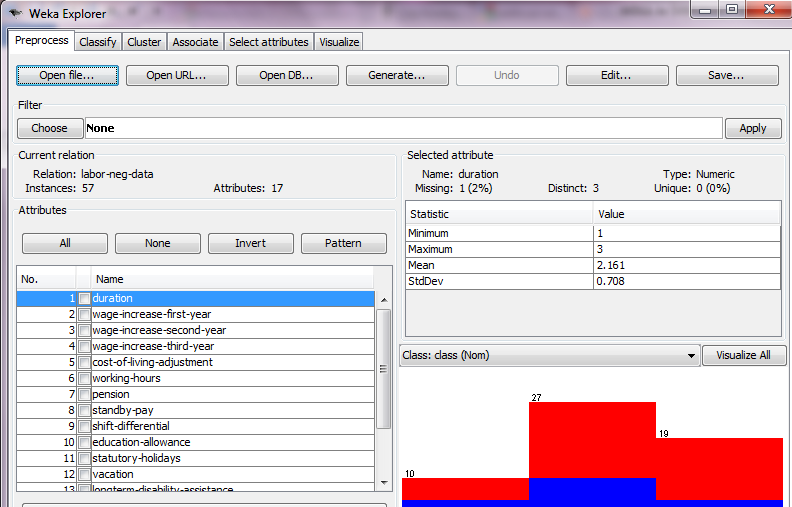 Weka Explorer
Preprocess Classify Cluster Associate Select attributes Visualize
Open file... Open URL... Open DB... Generate... Undo Edit... Save...
Filter
Choose None Apply
Current relation
Relation: labor-neg-data
Instances: 57 Attributes: 17
Selected attribute
Name: duration Type: Numeric
Missing: 1 (2%) Distinct: 3 Unique: 0 (0%)
Attributes
All None Invert Pattern
No. Name
1 duration
2 wage-increase-first-year
3 wage-increase-second-year
4 wage-increase-third-year
5 cost-of-living-adjustment
6 working-hours
7 pension
8 standby-pay
9 shift-differential
10 education-allowance
11 statutory-holidays
12 vacation
13 longterm-disability-assistance
Statistic Value
Minimum 1
Maximum 3
Mean 2.161
StdDev 0.708
Class: class (Nom) Visualize All
10 27 19